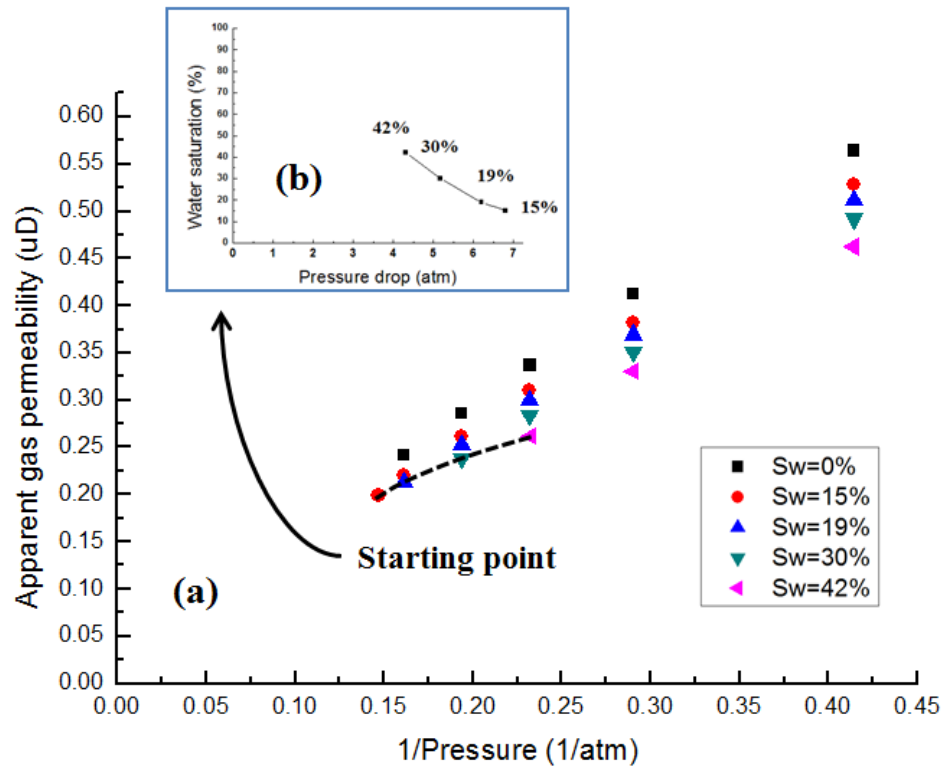 100
90
80
70
60
50
40
30
20
10
0
Water saturation (%)
42%
30%
19%
15%
(b)
0 1 2 3 4 5 6 7
Pressure drop (atm)
0.60
0.55
0.50
0.45
0.40
0.35
0.30
0.25
0.20
0.15
0.10
0.05
0.00
Apparent gas permeability (uD)
Starting point
(a)
Sw=0%
Sw=15%
Sw=19%
Sw=30%
Sw=42%
0.00 0.05 0.10 0.15 0.20 0.25 0.30 0.35 0.40 0.45
1/Pressure (1/atm)